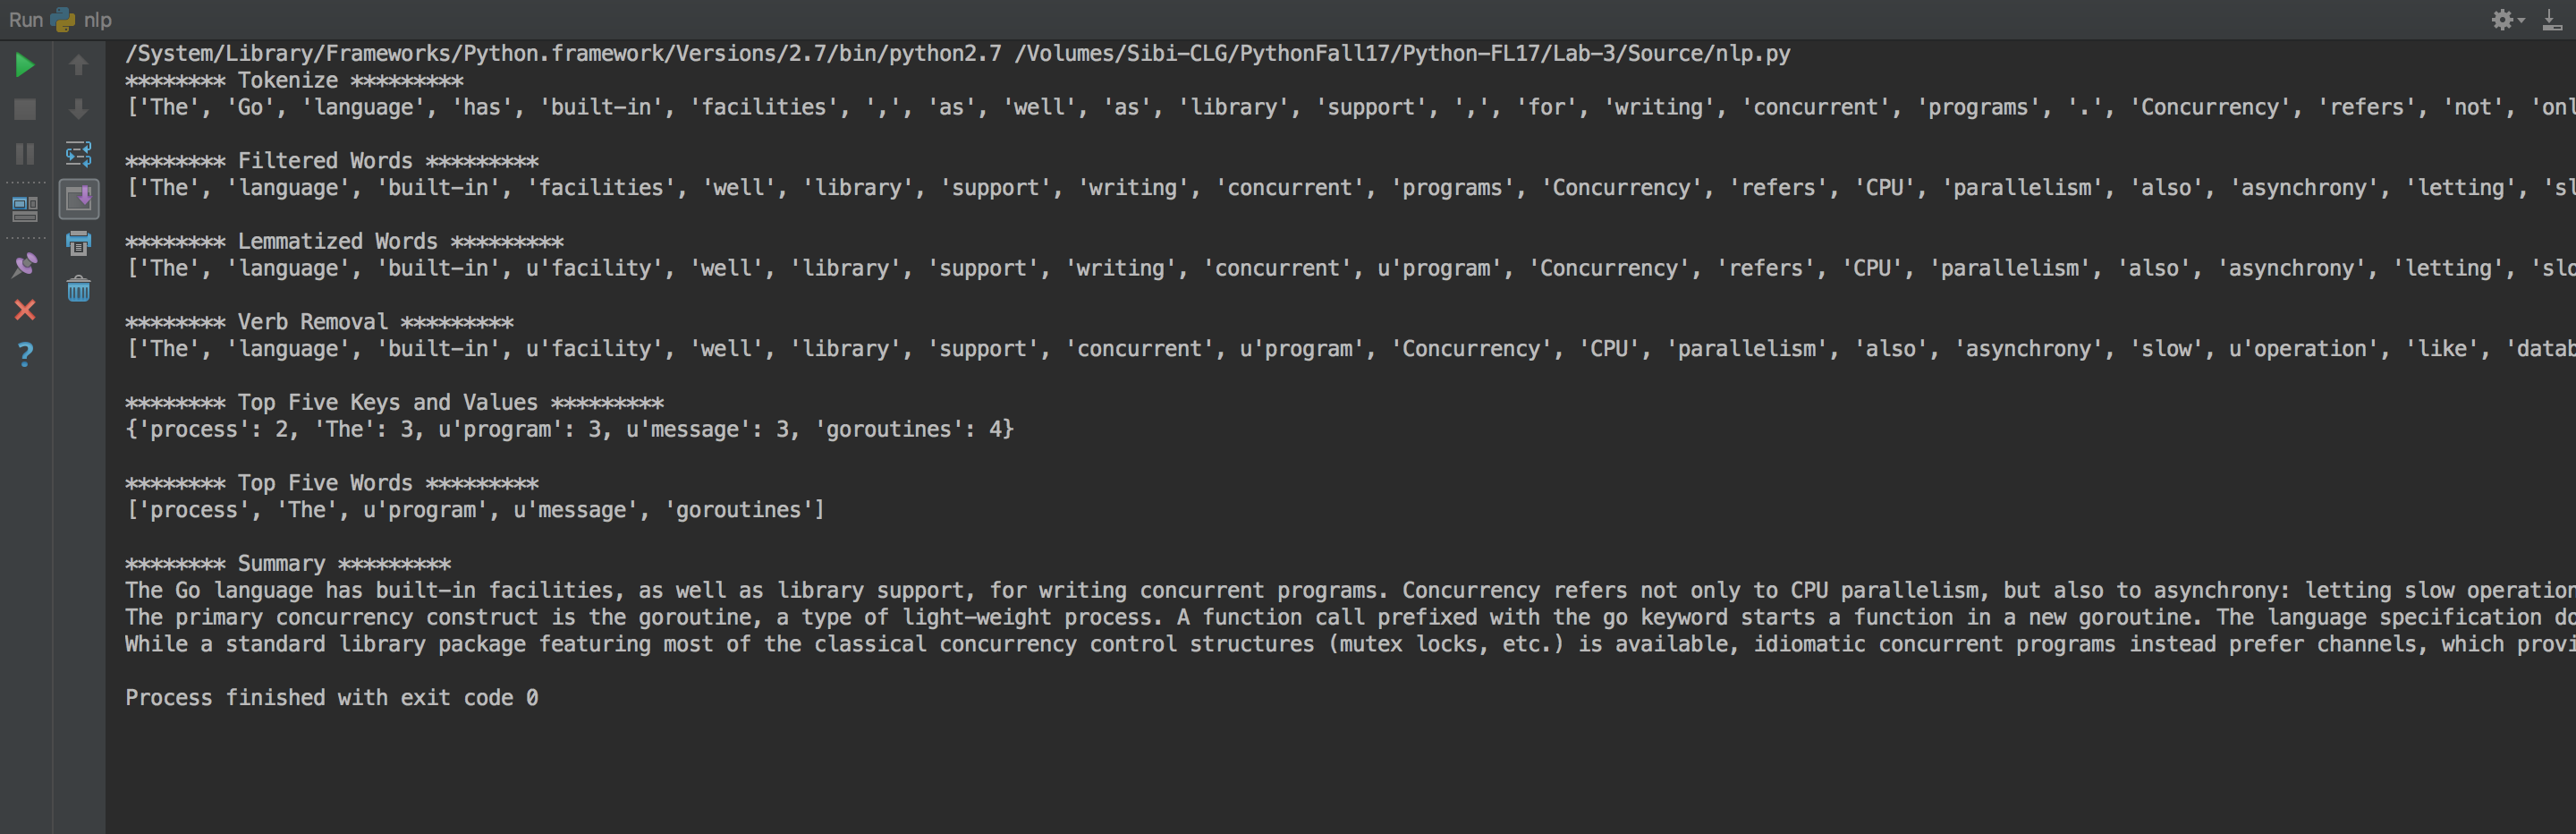 Run nlp
/System/Library/Frameworks/Python.framework/Versions/2.7/bin/python2.7 /Volumes/Sibi-CLG/PythonFall17/Python-FL17/Lab-3/Source/nlp.py
******** Tokenize *********
['The', 'Go', 'language', 'has', 'built-in', 'facilities', ',', 'as', 'well', 'as', 'library', 'support', ',', 'for', 'writing', 'concurrent', 'programs', '.', 'Concurrency', 'refers', 'not', 'onl
******** Filtered Words *********
['The', 'language', 'built-in', 'facilities', 'well', 'library', 'support', 'writing', 'concurrent', 'programs', 'Concurrency', 'refers', 'CPU', 'parallelism', 'also', 'asynchrony', 'letting', 'sl
******** Lemmatized Words *********
['The', 'language', 'built-in', u'facility', 'well', 'library', 'support', 'writing', 'concurrent', u'program', 'Concurrency', 'refers', 'CPU', 'parallelism', 'also', 'asynchrony', 'letting', 'slo
******** Verb Removal *********
['The', 'language', 'built-in', u'facility', 'well', 'library', 'support', 'concurrent', u'program', 'Concurrency', 'CPU', 'parallelism', 'also', 'asynchrony', 'slow', u'operation', 'like', 'datab
******** Top Five Keys and Values *********
{'process': 2, 'The': 3, u'program': 3, u'message': 3, 'goroutines': 4}
******** Top Five Words *********
['process', 'The', u'program', u'message', 'goroutines']
******** Summary *********
The Go language has built-in facilities, as well as library support, for writing concurrent programs. Concurrency refers not only to CPU parallelism, but also to asynchrony: letting slow operation
The primary concurrency construct is the goroutine, a type of light-weight process. A function call prefixed with the go keyword starts a function in a new goroutine. The language specification do
While a standard library package featuring most of the classical concurrency control structures (mutex locks, etc.) is available, idiomatic concurrent programs instead prefer channels, which provi
Process finished with exit code 0